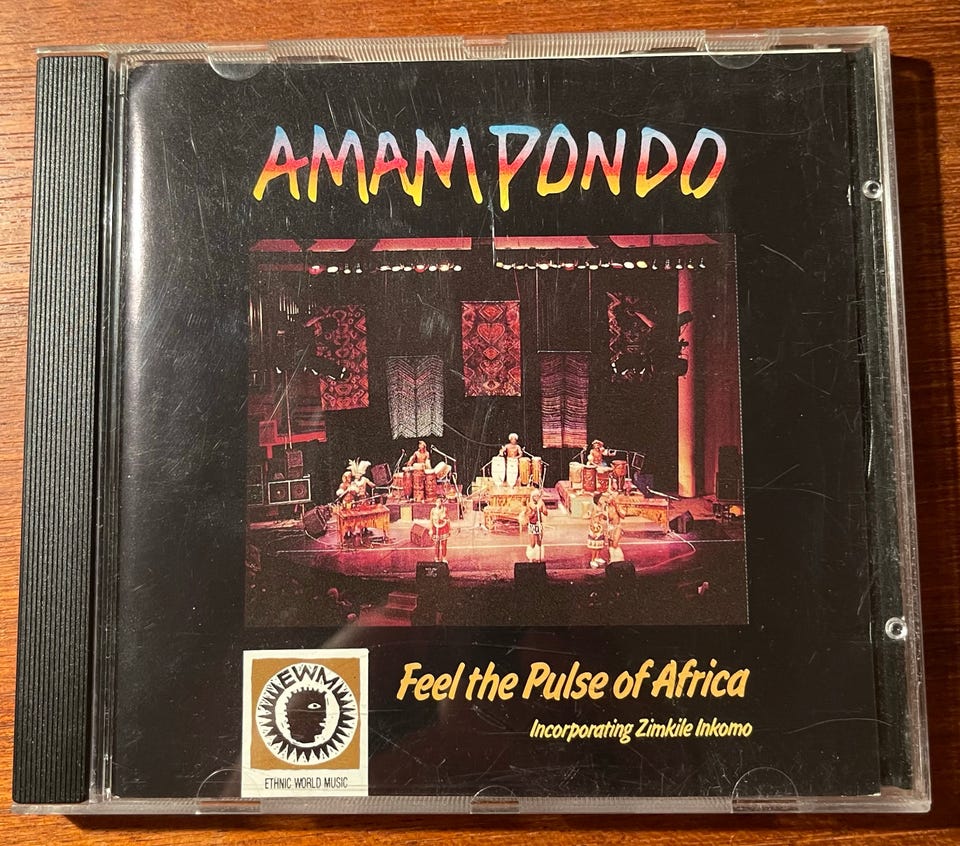 AMAMPONDO
EWM
ETHNIC WORLD MUSIC
Feel the Pulse of Africa
Incorporating Zimkile Inkomo